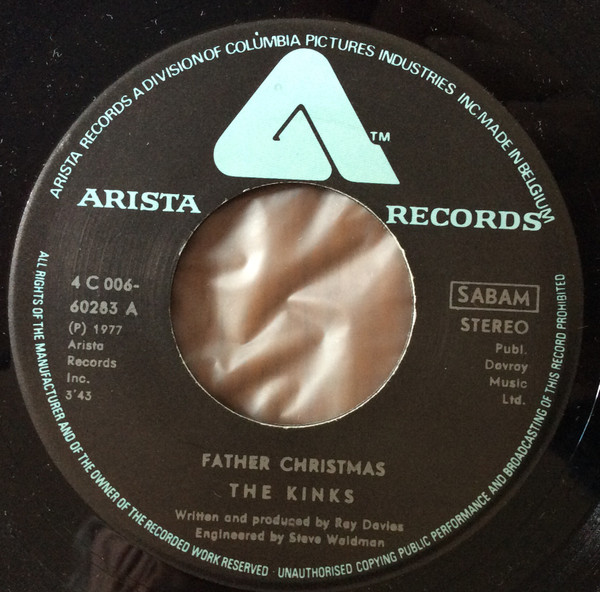 ARISTA RECORDS A DIVISION OF COLUMBIA PICTURES INDUSTRIES INC. MADE IN BELGIUM
TM
ARISTA RECORDS
4 C 006-
60283 A
(P) 1977
Arista
Records
Inc.
3'43
SABAM
STEREO
Publ.
Davray
Music
Ltd.
FATHER CHRISTMAS
THE KINKS
Written and produced by Ray Davies
Engineered by Steve Waldman
ALL RIGHTS OF THE MANUFACTURER AND OF THE OWNER OF THE RECORDED WORK RESERVED · UNAUTHORISED COPYING PUBLIC PERFORMANCE AND BROADCASTING OF THIS RECORD PROHIBITED